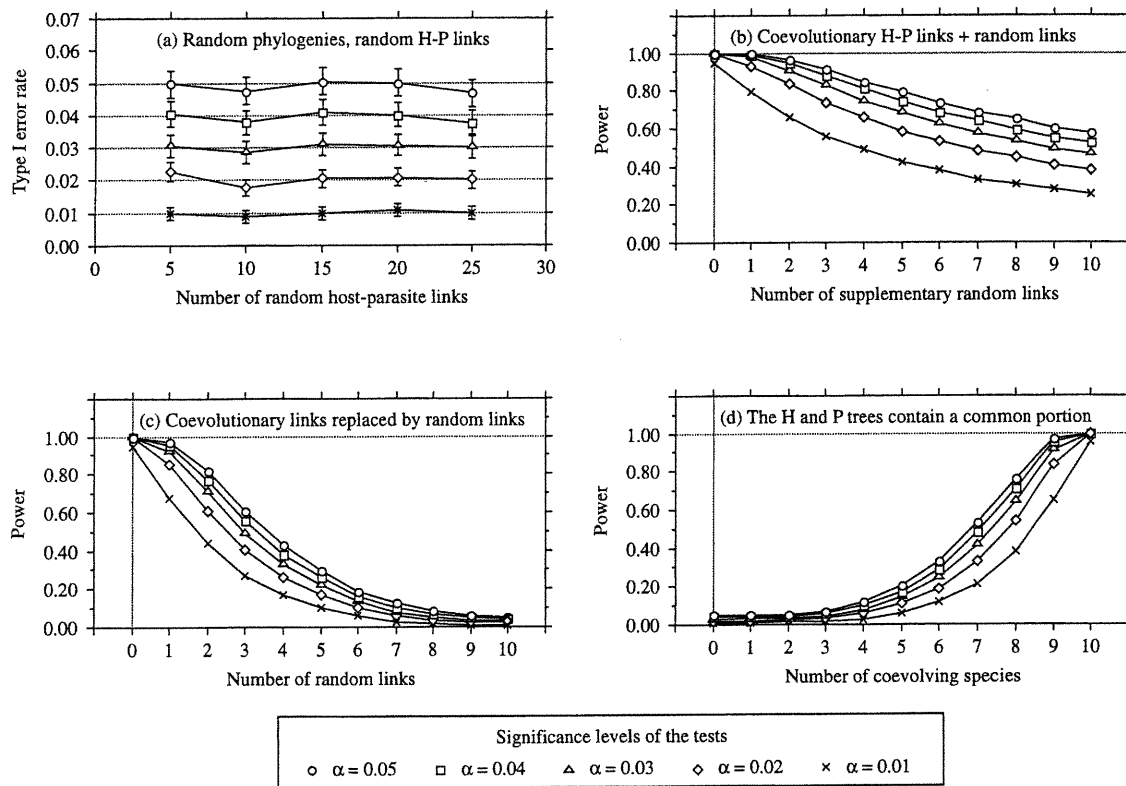 (a) Random phylogenies, random H-P links
Type I error rate
0.07
0.06
0.05
0.04
0.03
0.02
0.01
0.00
0 5 10 15 20 25 30
Number of random host-parasite links
(b) Coevolutionary H-P links + random links
Power
1.00
0.80
0.60
0.40
0.20
0.00
0 1 2 3 4 5 6 7 8 9 10
Number of supplementary random links
(c) Coevolutionary links replaced by random links
Power
1.00
0.80
0.60
0.40
0.20
0.00
0 1 2 3 4 5 6 7 8 9 10
Number of random links
(d) The H and P trees contain a common portion
Power
1.00
0.80
0.60
0.40
0.20
0.00
0 1 2 3 4 5 6 7 8 9 10
Number of coevolving species
Significance levels of the tests
α = 0.05 α = 0.04 α = 0.03 α = 0.02 α = 0.01